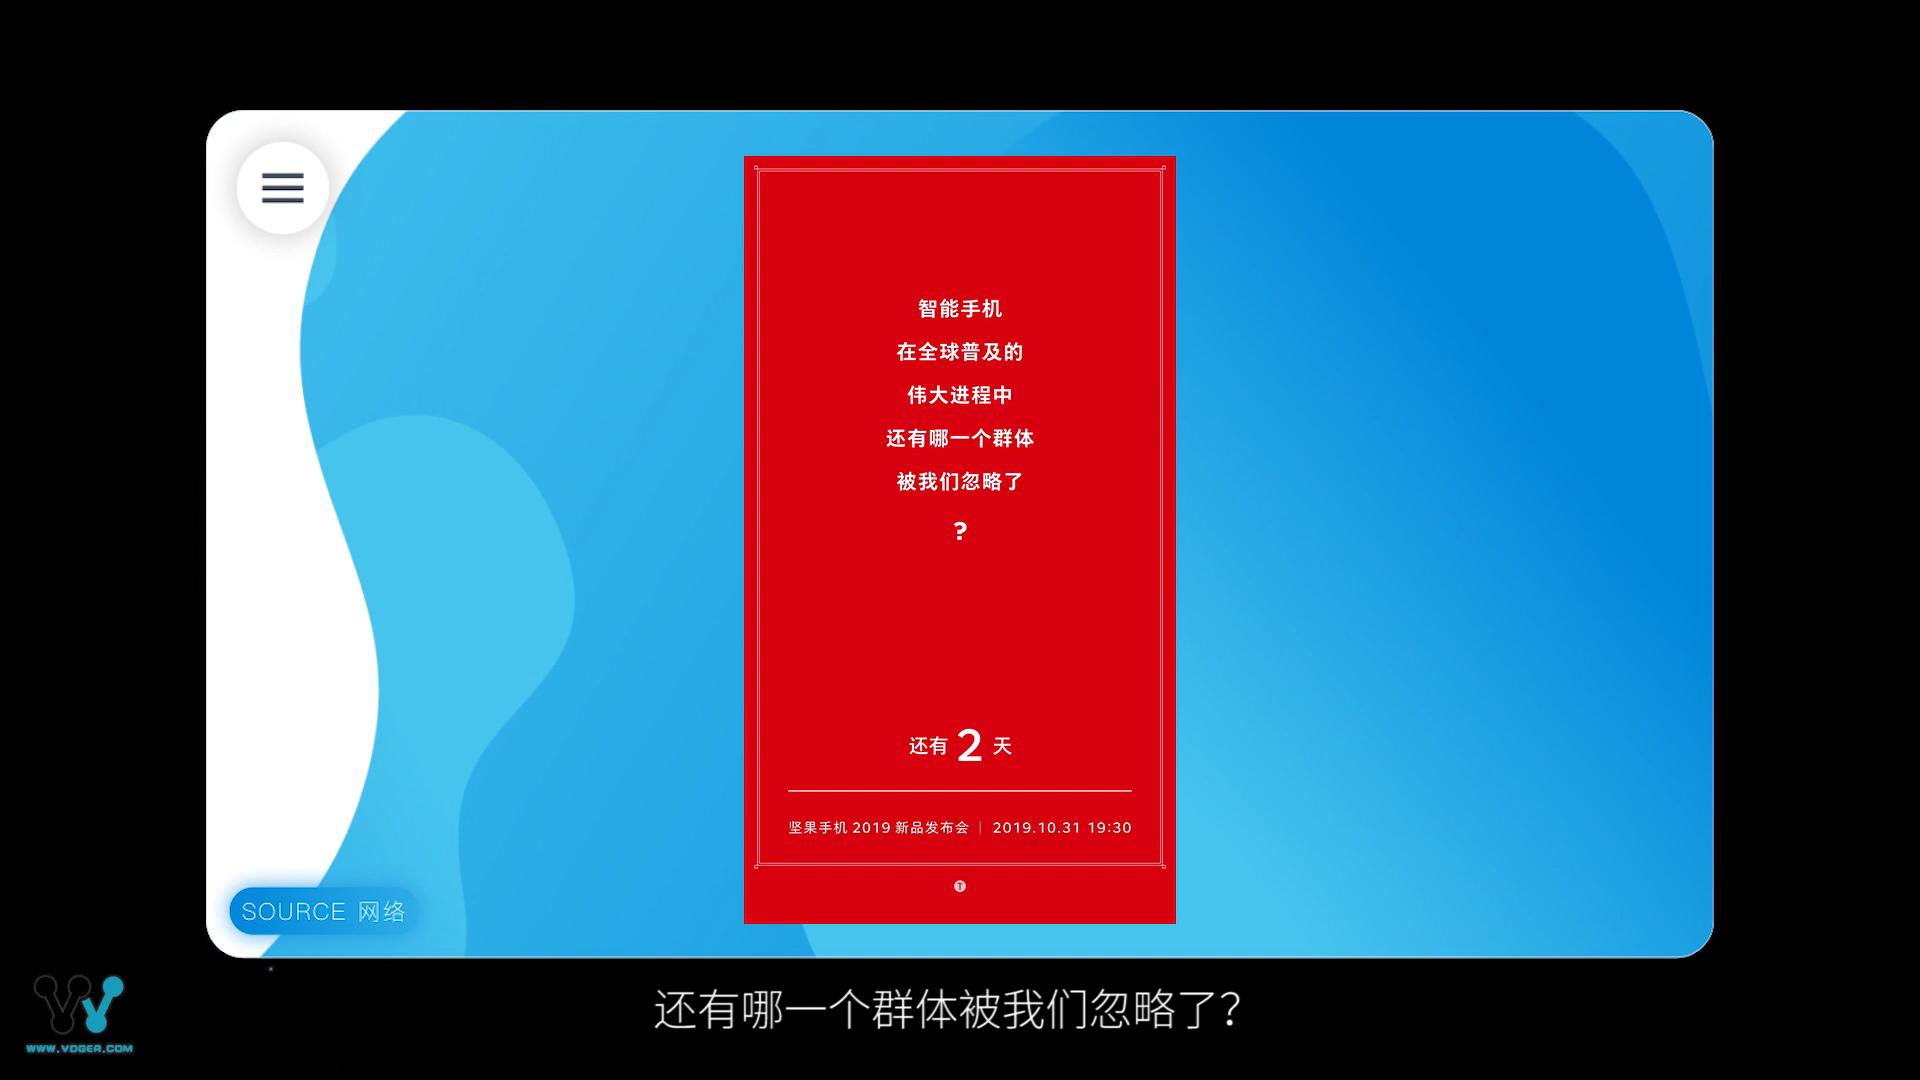 智能手机
在全球普及的
伟大进程中
还有哪一个群体
被我们忽略了
?
还有 2 天
坚果手机 2019 新品发布会 | 2019.10.31 19:30
T
SOURCE 网络
还有哪一个群体被我们忽略了?
WWW.VDGER.COM